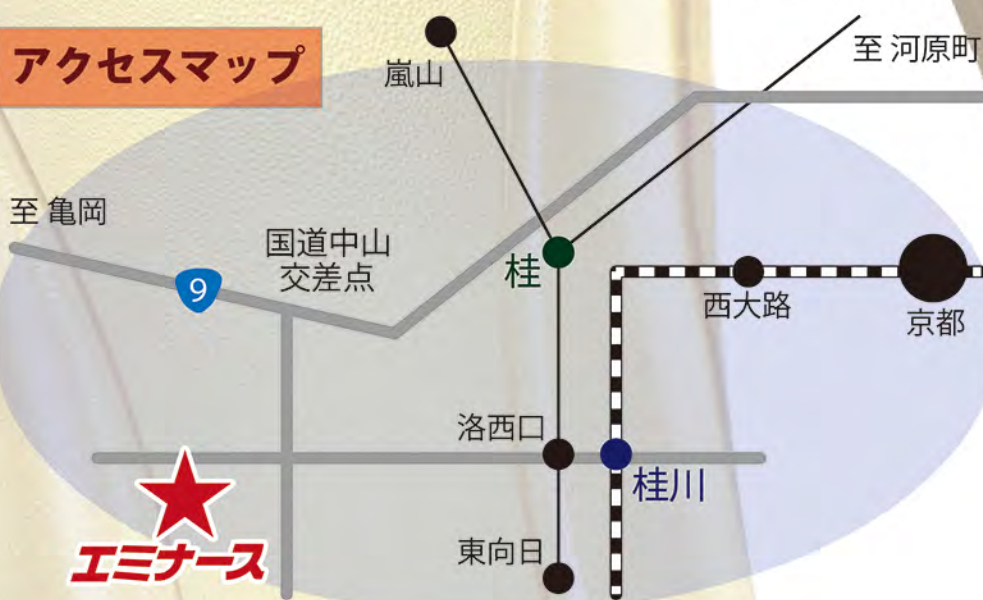 アクセスマップ
嵐山
至 河原町
至 亀岡
国道中山
交差点
9
桂
西大路
京都
洛西口
桂川
東向日
エミナース